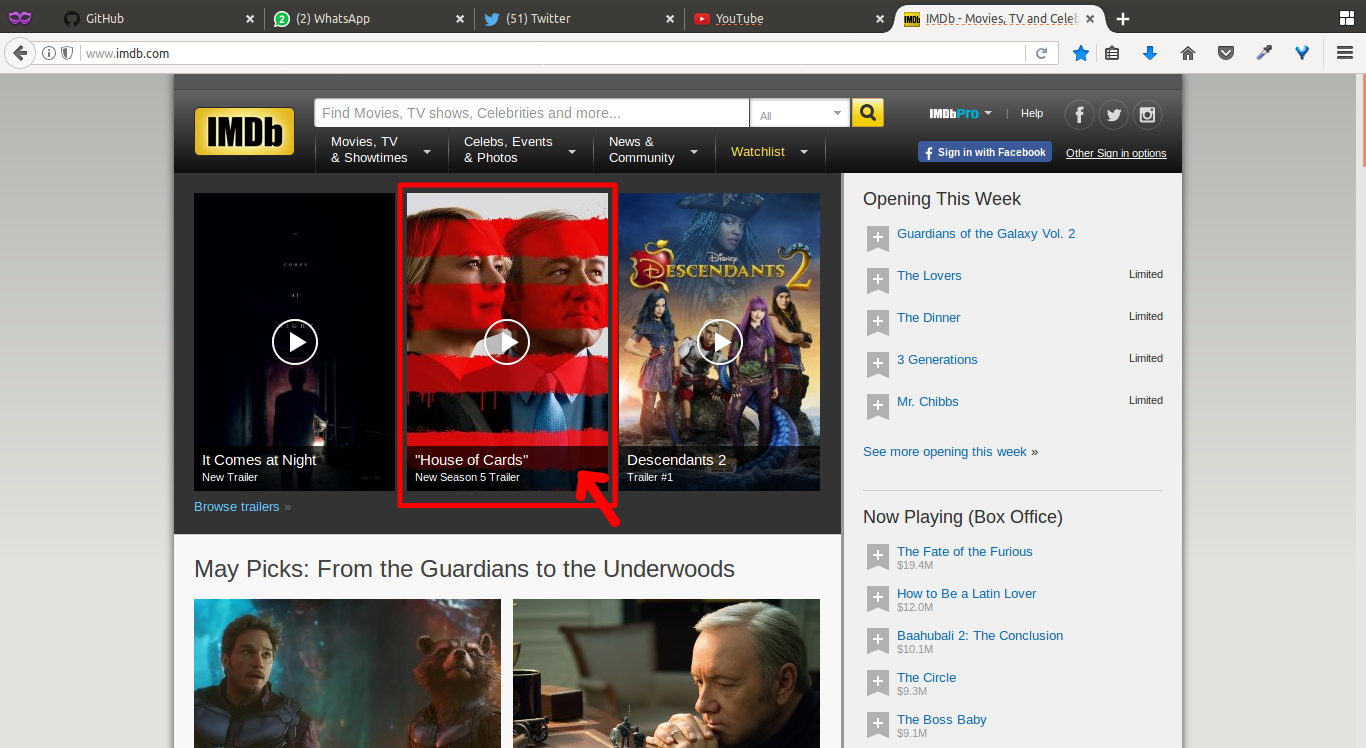 GitHub
(2) WhatsApp
(51) Twitter
YouTube
IMDb - Movies, TV and Celeb
www.imdb.com
IMDb
Find Movies, TV shows, Celebrities and more...
All
IMDbPro
|
Help
Movies, TV
& Showtimes
Celebs, Events
& Photos
News &
Community
Watchlist
Sign in with Facebook
Other Sign in options
IT
COMES
AT
NIGHT
It Comes at Night
New Trailer
"House of Cards"
New Season 5 Trailer
Disney
DESCENDANTS 2
Descendants 2
Trailer #1
Browse trailers »
May Picks: From the Guardians to the Underwoods
Opening This Week
Guardians of the Galaxy Vol. 2
The Lovers Limited
The Dinner Limited
3 Generations Limited
Mr. Chibbs Limited
See more opening this week »
Now Playing (Box Office)
The Fate of the Furious
$19.4M
How to Be a Latin Lover
$12.0M
Baahubali 2: The Conclusion
$10.1M
The Circle
$9.3M
The Boss Baby
$9.1M